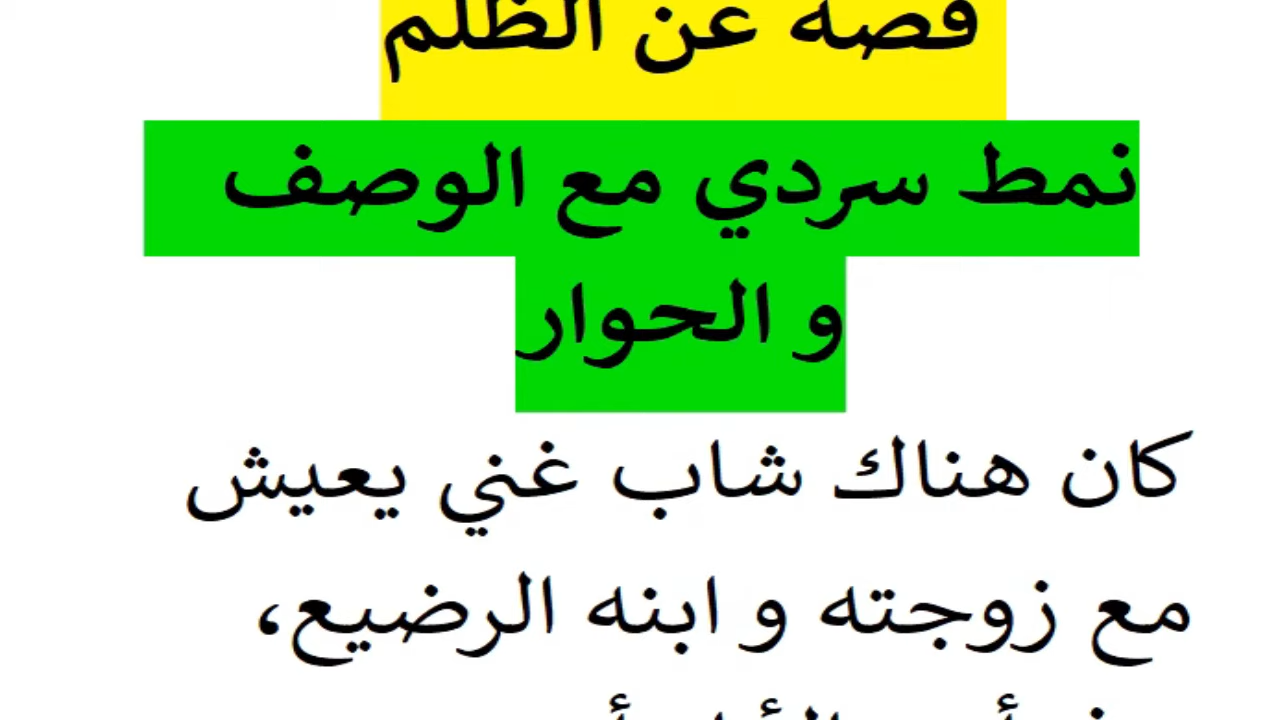 قصة عن الظلم
نمط سردي مع الوصف
و الحوار
كان هناك شاب غني يعيش
مع زوجته و ابنه الرضيع،